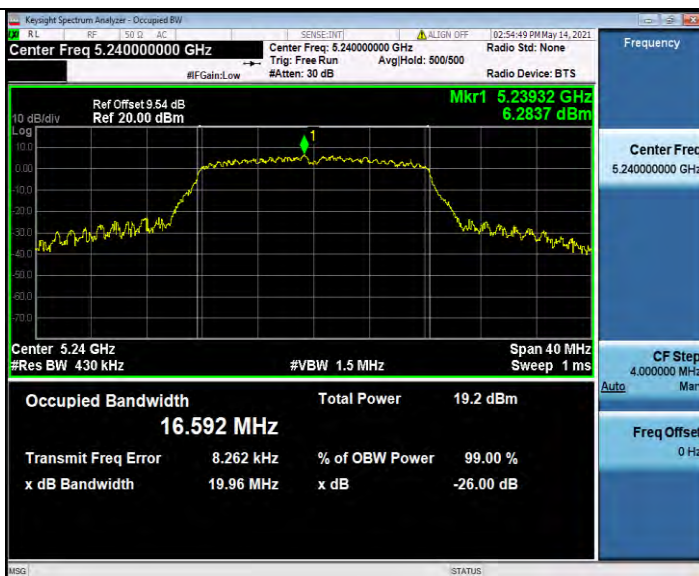 Keysight Spectrum Analyzer - Occupied BW
RL RF 50 Ω AC SENSE:INT ALIGN OFF 02:54:49 PM May 14, 2021
Center Freq 5.240000000 GHz
Center Freq: 5.240000000 GHz
Radio Std: None
Trig: Free Run
Avg|Hold: 500/500
#IFGain:Low
#Atten: 30 dB
Radio Device: BTS
Frequency
Ref Offset 9.54 dB
Mkr1 5.23932 GHz
10 dB/div
Ref 20.00 dBm
6.2837 dBm
Log
1
10.0
0.00
-10.0
-20.0
-30.0
-40.0
-50.0
-60.0
-70.0
Center Freq
5.240000000 GHz
Center 5.24 GHz
Span 40 MHz
#Res BW 430 kHz
#VBW 1.5 MHz
Sweep 1 ms
CF Step
4.000000 MHz
Auto Man
Occupied Bandwidth
Total Power
19.2 dBm
16.592 MHz
Freq Offset
0 Hz
Transmit Freq Error
8.262 kHz
% of OBW Power
99.00 %
x dB Bandwidth
19.96 MHz
x dB
-26.00 dB
MSG
STATUS